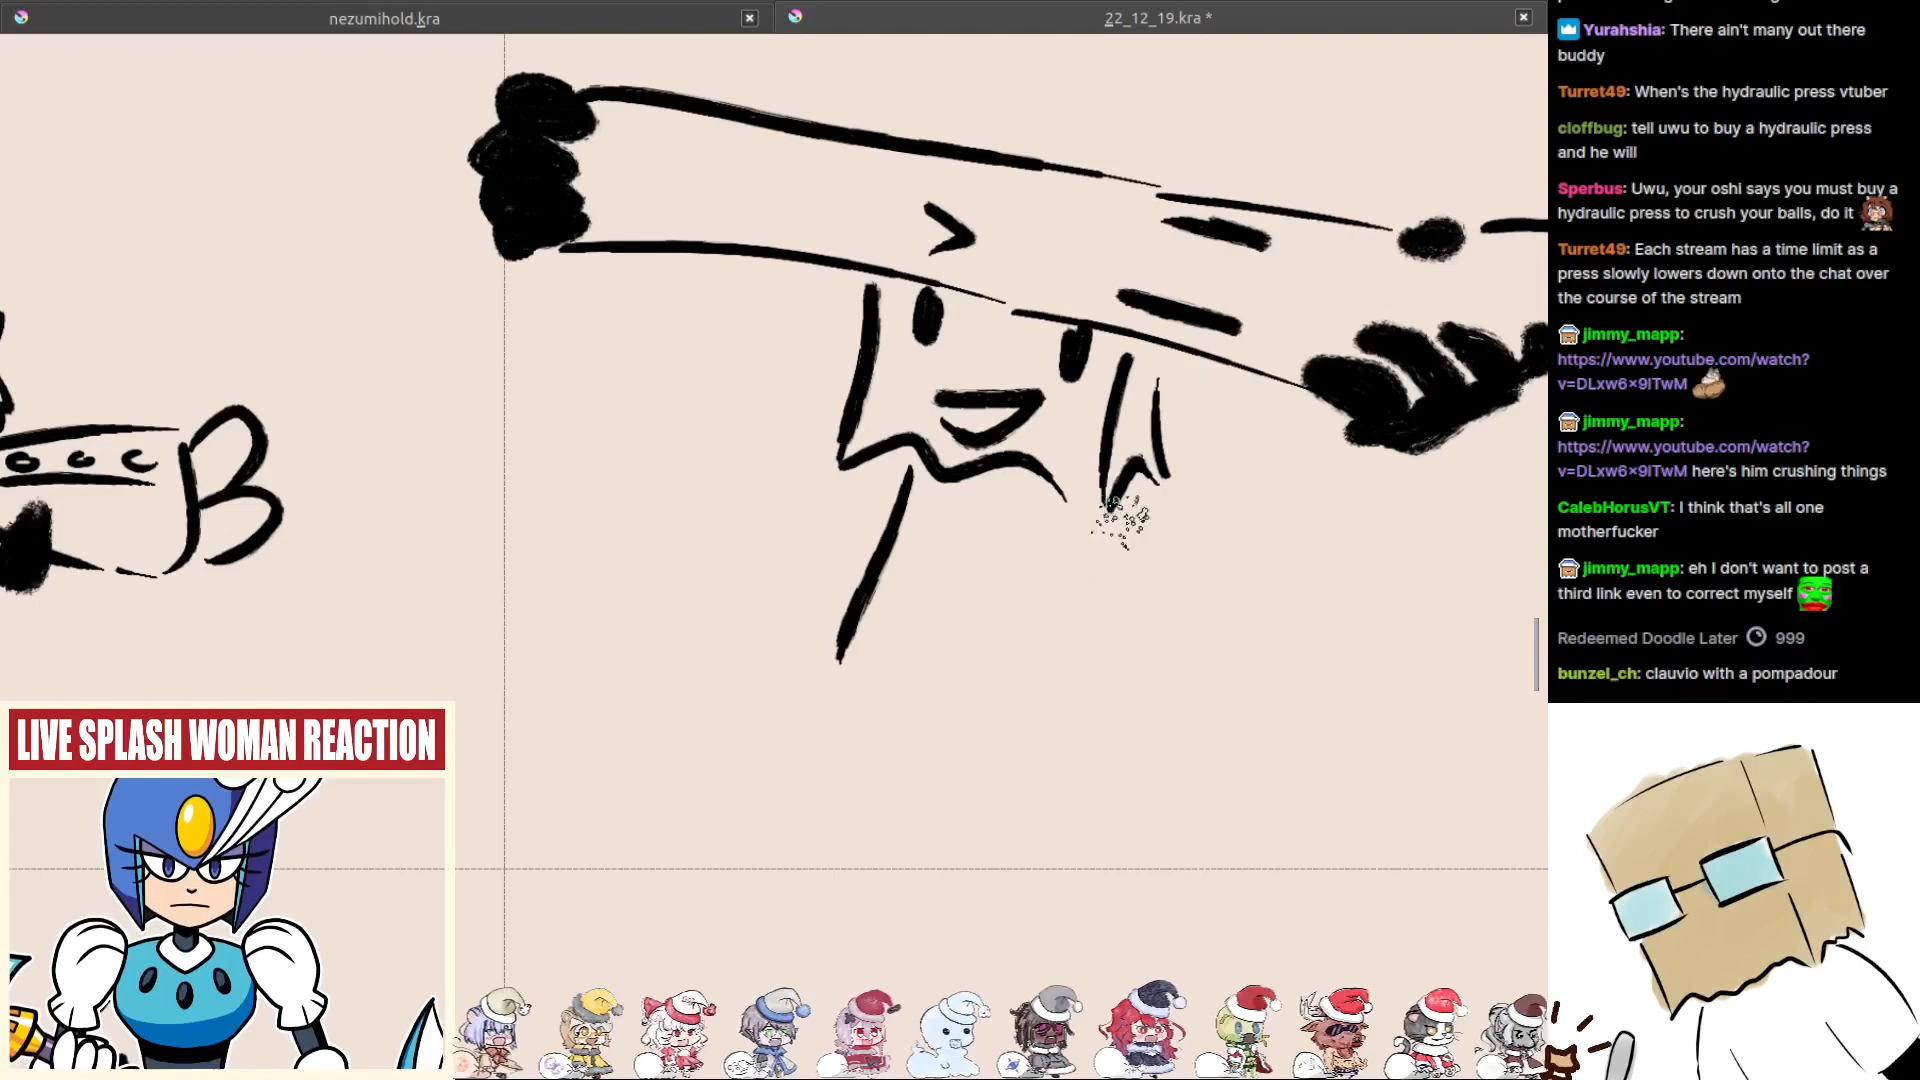 nezumihold.kra
22_12_19.kra *
Yurahshia: There ain't many out there
buddy
Turret49: When's the hydraulic press vtuber
cloffbug: tell uwu to buy a hydraulic press
and he will
Sperbus: Uwu, your oshi says you must buy a
hydraulic press to crush your balls, do it
Turret49: Each stream has a time limit as a
press slowly lowers down onto the chat over
the course of the stream
jimmy_mapp:
https://www.youtube.com/watch?
v=DLxw6x9ITwM
jimmy_mapp:
https://www.youtube.com/watch?
v=DLxw6x9ITwM here's him crushing things
CalebHorusVT: I think that's all one
motherfucker
jimmy_mapp: eh I don't want to post a
third link even to correct myself
Redeemed Doodle Later 999
bunzel_ch: clauvio with a pompadour
B
LIVE SPLASH WOMAN REACTION